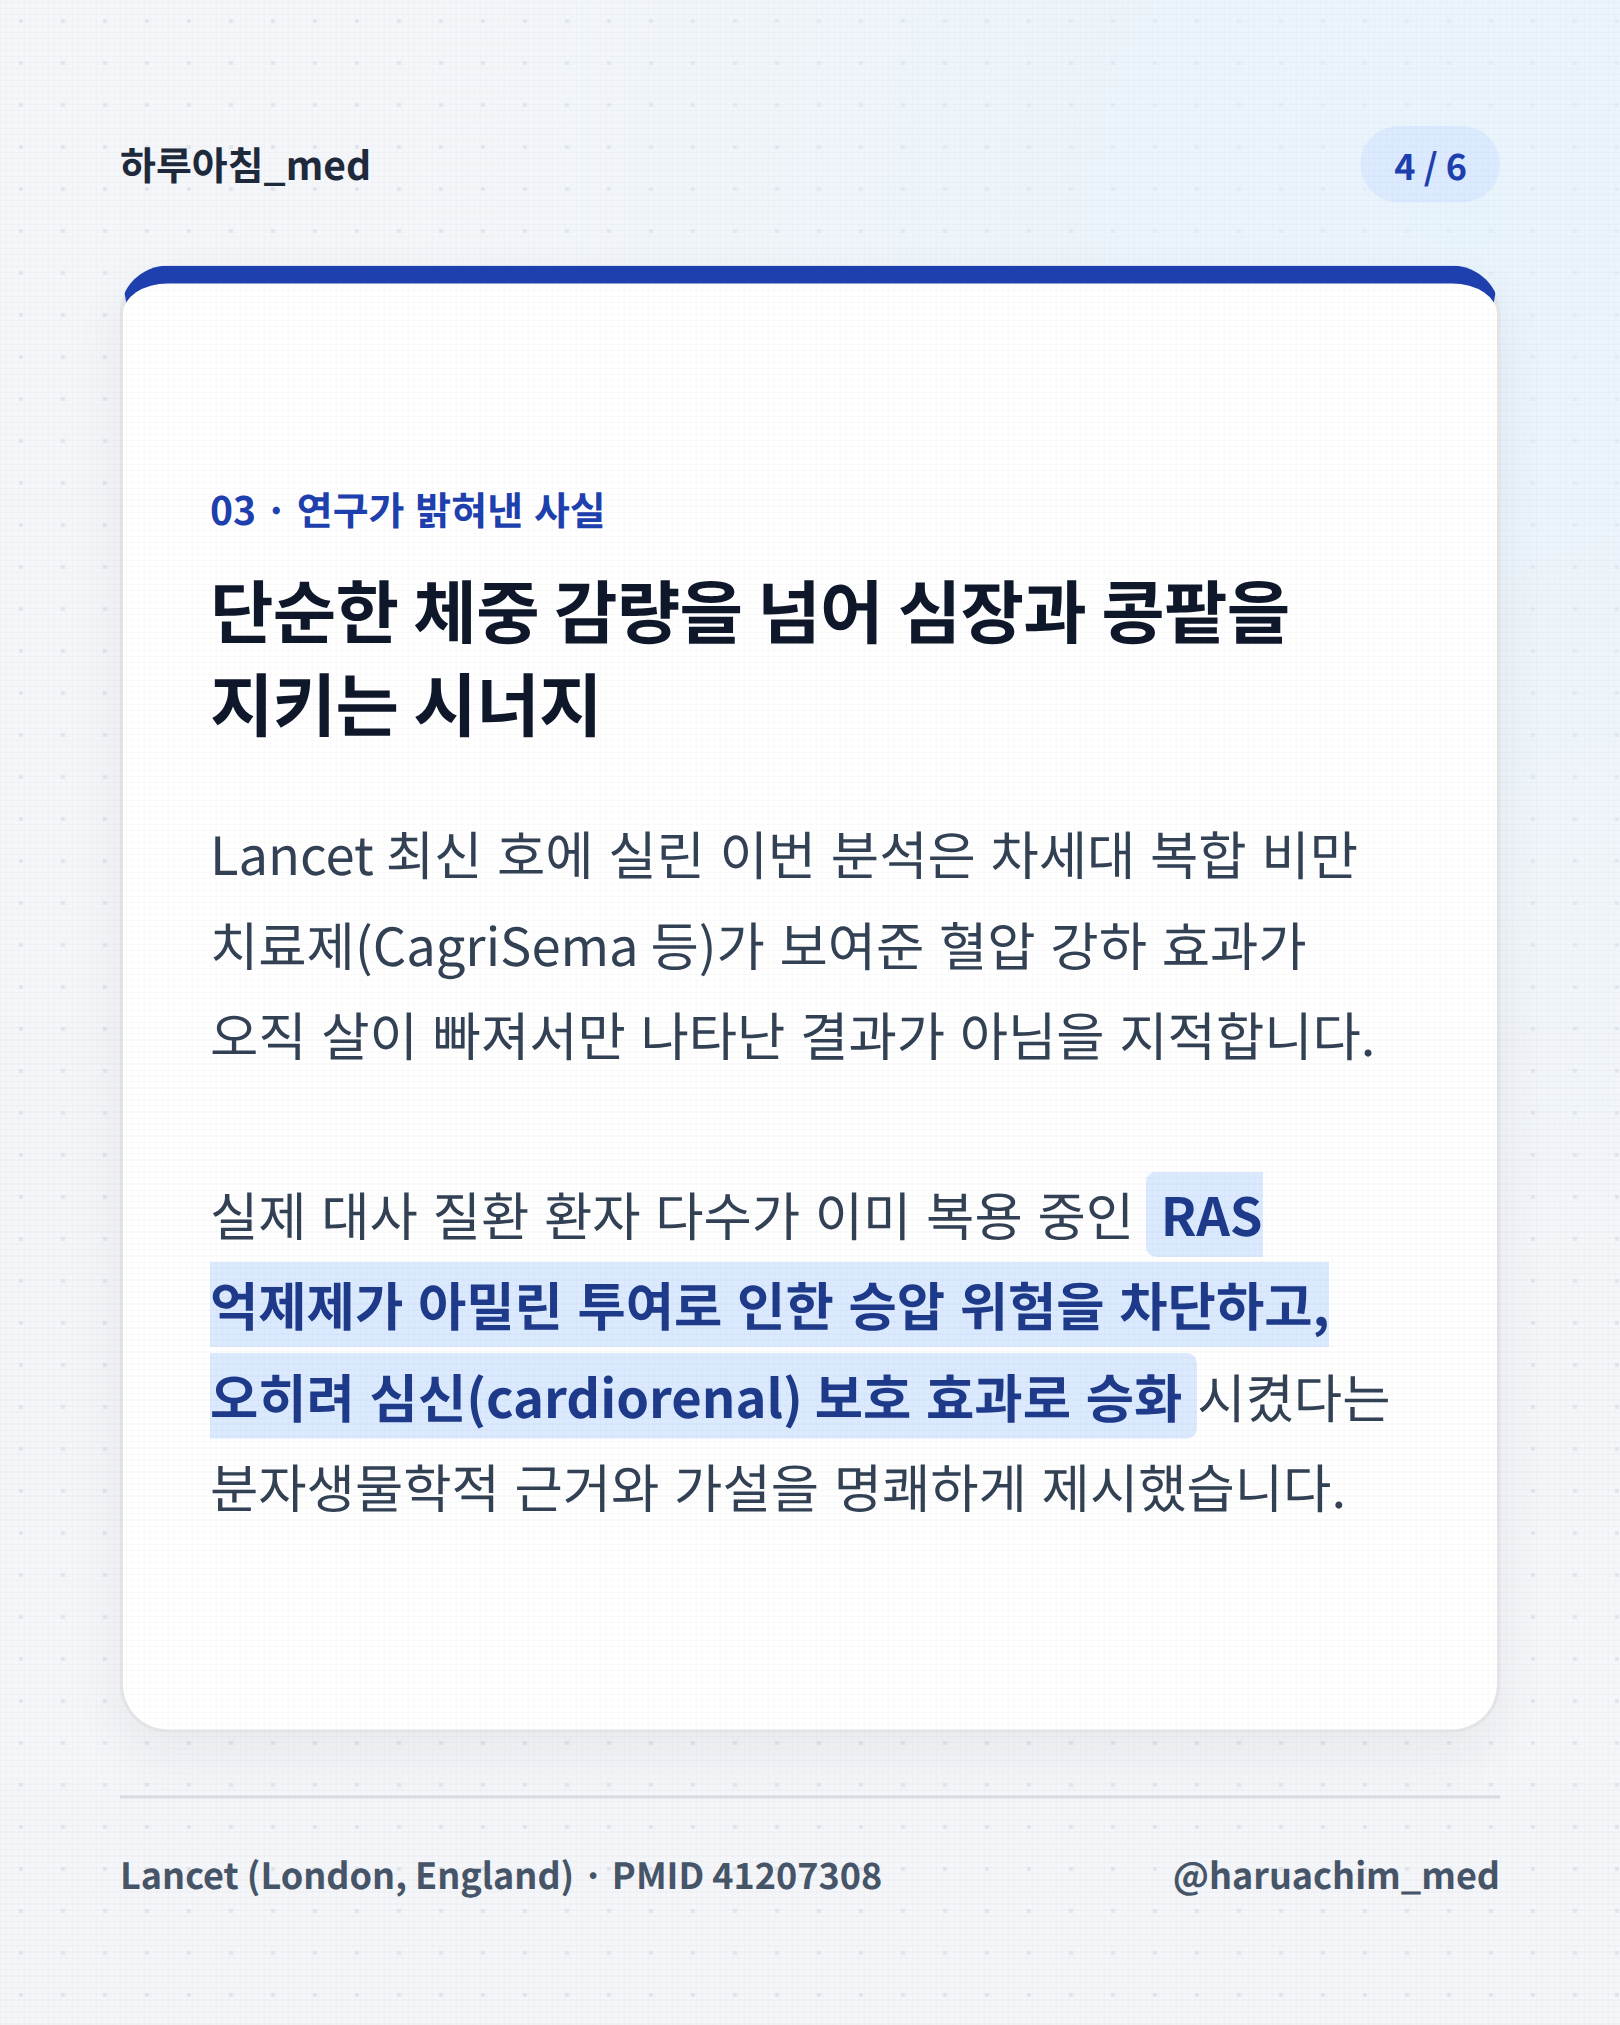 하루아침_med
4 / 6
03 · 연구가 밝혀낸 사실
단순한 체중 감량을 넘어 심장과 콩팥을
지키는 시너지
Lancet 최신 호에 실린 이번 분석은 차세대 복합 비만
치료제(CagriSema 등)가 보여준 혈압 강하 효과가
오직 살이 빠져서만 나타난 결과가 아님을 지적합니다.
실제 대사 질환 환자 다수가 이미 복용 중인 RAS
억제제가 아밀린 투여로 인한 승압 위험을 차단하고,
오히려 심신(cardiorenal) 보호 효과로 승화 시켰다는
분자생물학적 근거와 가설을 명쾌하게 제시했습니다.
Lancet (London, England) · PMID 41207308
@haruachim_med